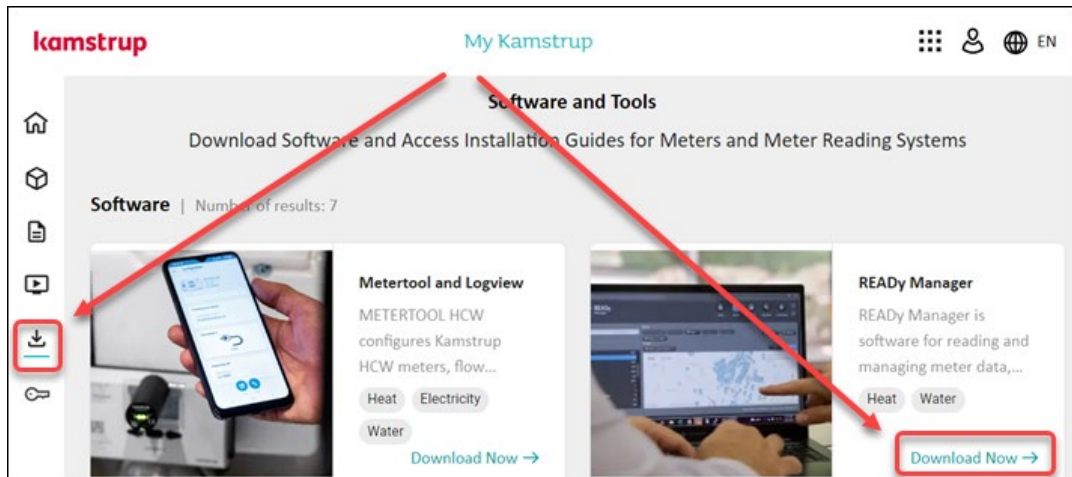 kamstrup
My Kamstrup
EN
Software and Tools
Download Software and Access Installation Guides for Meters and Meter Reading Systems
Software | Number of results: 7
Metertool and Logview
METERTOOL HCW
configures Kamstrup
HCW meters, flow...
Heat Electricity
Water
Download Now →
READy Manager
READy Manager is
software for reading and
managing meter data,...
Heat Water
Download Now →